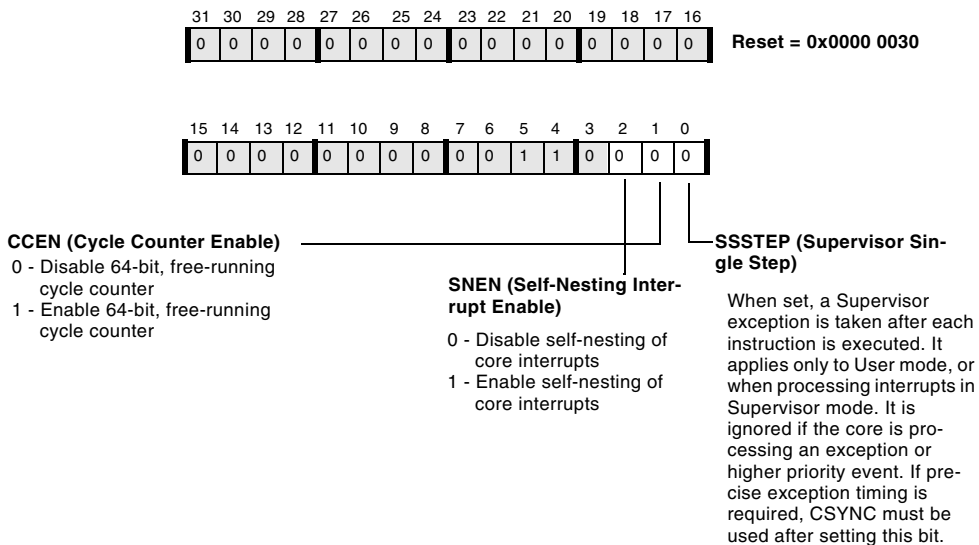 31 30 29 28 27 26 25 24 23 22 21 20 19 18 17 16
0 0 0 0 0 0 0 0 0 0 0 0 0 0 0 0
Reset = 0x0000 0030
15 14 13 12 11 10 9 8 7 6 5 4 3 2 1 0
0 0 0 0 0 0 0 0 0 0 1 1 0 0 0 0
CCEN (Cycle Counter Enable)
0 - Disable 64-bit, free-running
cycle counter
1 - Enable 64-bit, free-running
cycle counter
SNEN (Self-Nesting Inter-
rupt Enable)
0 - Disable self-nesting of
core interrupts
1 - Enable self-nesting of
core interrupts
SSSTEP (Supervisor Sin-
gle Step)
When set, a Supervisor
exception is taken after each
instruction is executed. It
applies only to User mode, or
when processing interrupts in
Supervisor mode. It is
ignored if the core is pro-
cessing an exception or
higher priority event. If pre-
cise exception timing is
required, CSYNC must be
used after setting this bit.